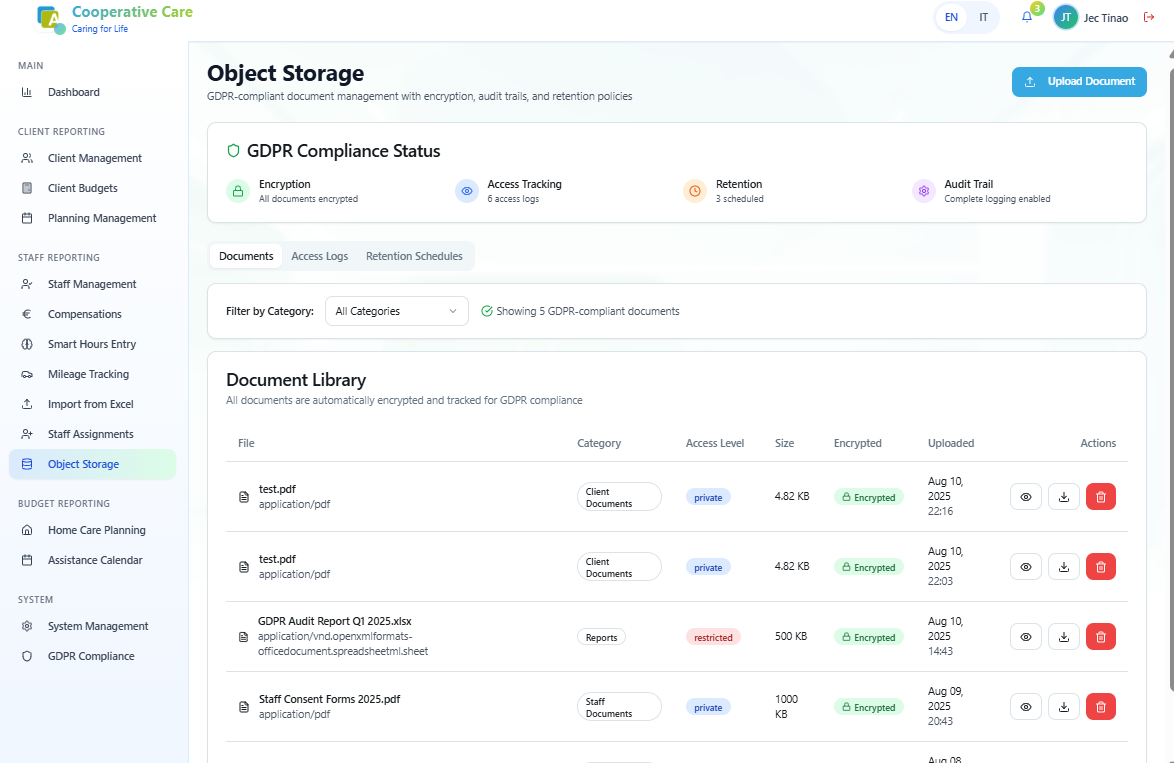 Cooperative Care
Caring for Life
EN IT
3
JT Jec Tinao
MAIN
Dashboard
CLIENT REPORTING
Client Management
Client Budgets
Planning Management
STAFF REPORTING
Staff Management
Compensations
Smart Hours Entry
Mileage Tracking
Import from Excel
Staff Assignments
Object Storage
BUDGET REPORTING
Home Care Planning
Assistance Calendar
SYSTEM
System Management
GDPR Compliance
Object Storage
GDPR-compliant document management with encryption, audit trails, and retention policies
Upload Document
GDPR Compliance Status
Encryption
All documents encrypted
Access Tracking
6 access logs
Retention
3 scheduled
Audit Trail
Complete logging enabled
Documents Access Logs Retention Schedules
Filter by Category: All Categories Showing 5 GDPR-compliant documents
Document Library
All documents are automatically encrypted and tracked for GDPR compliance
File Category Access Level Size Encrypted Uploaded Actions
test.pdf
application/pdf
Client
Documents
private
4.82 KB
Encrypted
Aug 10,
2025
22:16
test.pdf
application/pdf
Client
Documents
private
4.82 KB
Encrypted
Aug 10,
2025
22:03
GDPR Audit Report Q1 2025.xlsx
application/vnd.openxmlformats-
officedocument.spreadsheetml.sheet
Reports
restricted
500 KB
Encrypted
Aug 10,
2025
14:43
Staff Consent Forms 2025.pdf
application/pdf
Staff
Documents
private
1000
KB
Encrypted
Aug 09,
2025
20:43
Aug 08,